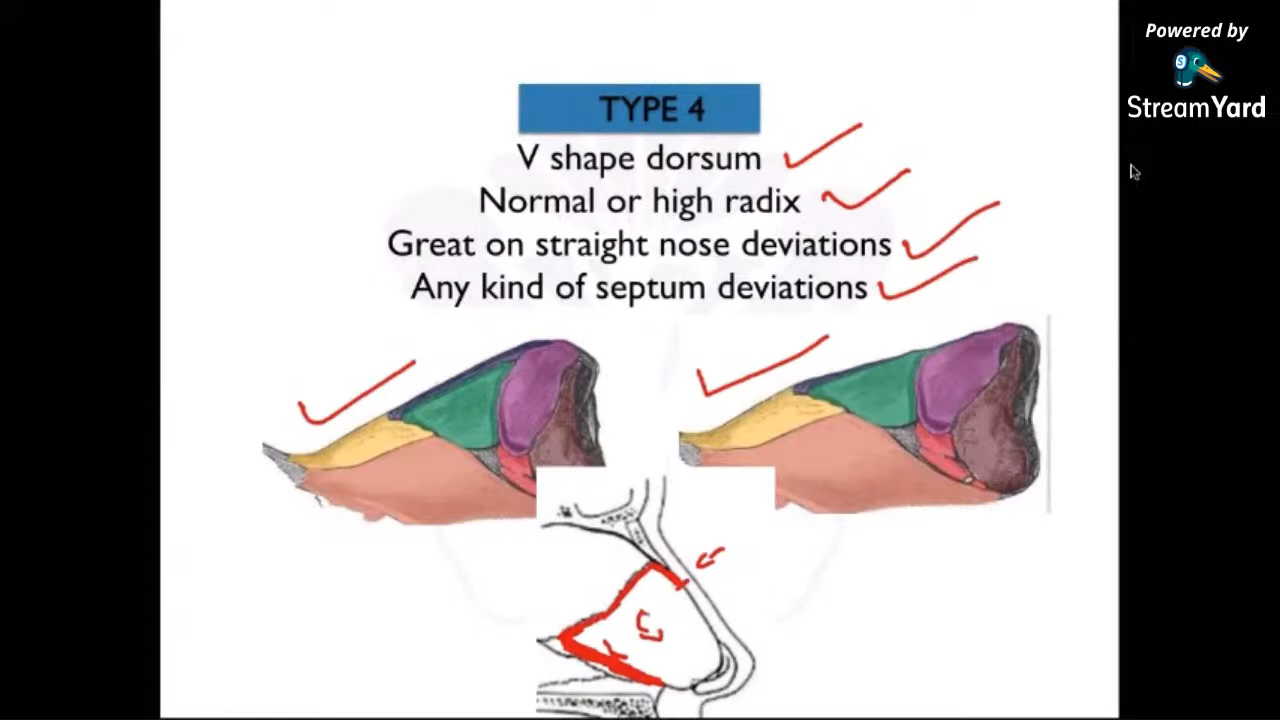 Powered by
StreamYard
TYPE 4
V shape dorsum
Normal or high radix
Great on straight nose deviations
Any kind of septum deviations